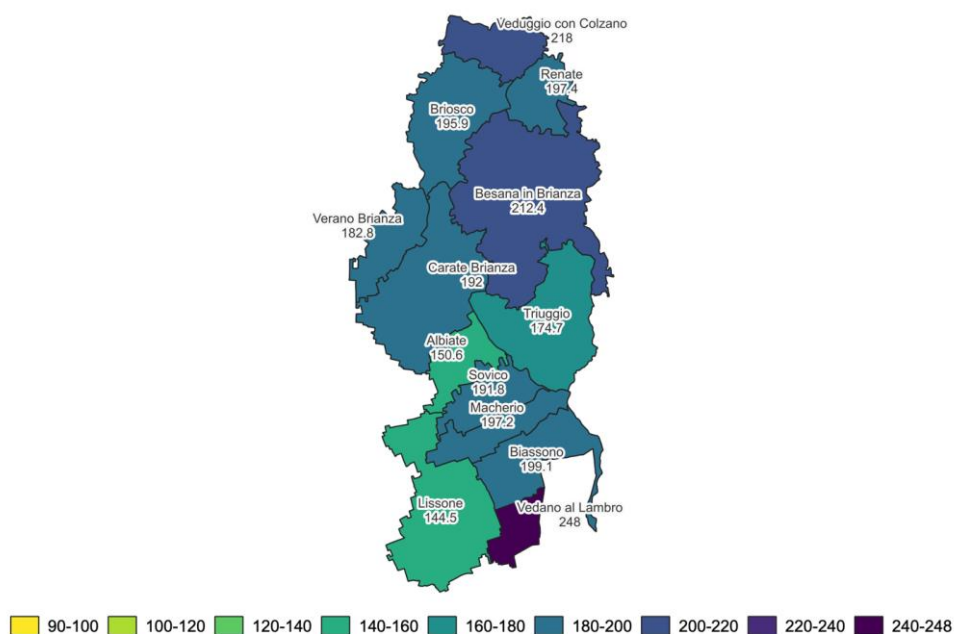 Veduggio con Colzano
218
Renate
197.4
Briosco
195.9
Besana in Brianza
212.4
Verano Brianza
182.8
Carate Brianza
192
Triuggio
174.7
Albiate
150.6
Sovico
191.8
Macherio
197.2
Biassono
199.1
Lissone
144.5
Vedano al Lambro
248
90-100 100-120 120-140 140-160 160-180 180-200 200-220 220-240 240-248